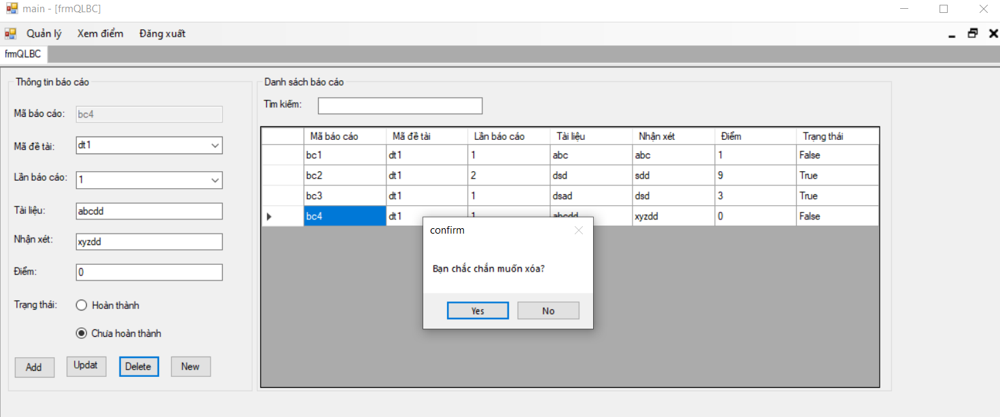 main - [frmQLBC]
Quản lý Xem điểm Đăng xuất
frmQLBC
Thông tin báo cáo
Mã báo cáo: bc4
Mã đề tài: dt1
Lần báo cáo: 1
Tài liệu: abcdd
Nhận xét: xyzdd
Điểm: 0
Trạng thái: Hoàn thành
Chưa hoàn thành
Add Updat Delete New
Danh sách báo cáo
Tìm kiếm:
Mã báo cáo Mã đề tài Lần báo cáo Tài liệu Nhận xét Điểm Trạng thái
bc1 dt1 1 abc abc 1 False
bc2 dt1 2 dsd sdd 9 True
bc3 dt1 1 dsad dsd 3 True
bc4 dt1 1 abcdd xyzdd 0 False
confirm
Bạn chắc chắn muốn xóa?
Yes No